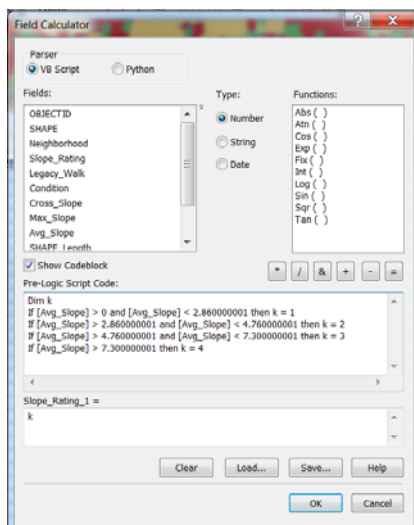 Field Calculator
Parser
VB Script
Python
Fields:
OBJECTID
SHAPE
Neighborhood
Slope_Rating
Legacy_Walk
Condition
Cross_Slope
Max_Slope
Avg_Slope
SHAPE_Length
Type:
Number
String
Date
Functions:
Abs ( )
Atn ( )
Cos ( )
Exp ( )
Fix ( )
Int ( )
Log ( )
Sin ( )
Sqr ( )
Tan ( )
Show Codeblock
* / & + - =
Pre-Logic Script Code:
Dim k
If [Avg_Slope] > 0 and [Avg_Slope] < 2.860000001 then k = 1
If [Avg_Slope] > 2.860000001 and [Avg_Slope] < 4.760000001 then k = 2
If [Avg_Slope] > 4.760000001 and [Avg_Slope] < 7.300000001 then k = 3
If [Avg_Slope] > 7.300000001 then k = 4
Slope_Rating_1 =
k
Clear Load... Save... Help
OK Cancel